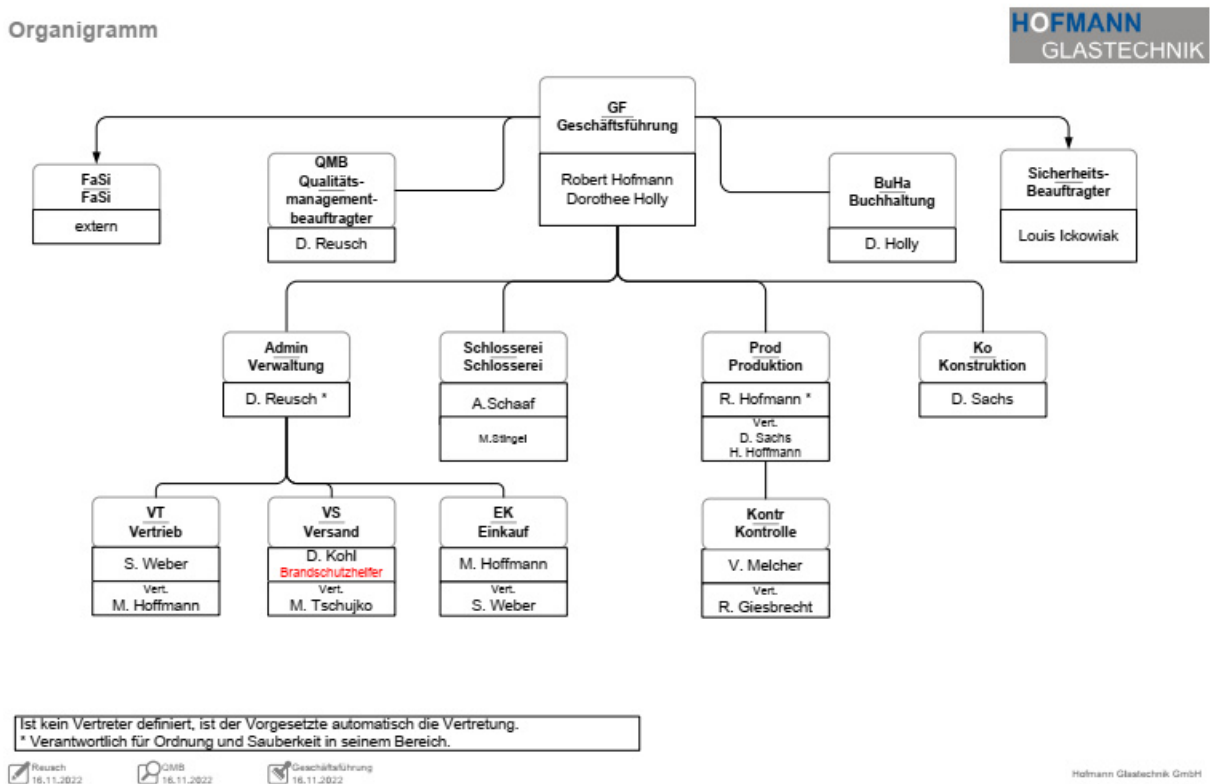 Organigramm
HOFMANN
GLASTECHNIK
GF
Geschäftsführung
Robert Hofmann
Dorothee Holly
FaSi
FaSi
extern
QMB
Qualitäts-
management-
beauftragter
D. Reusch
BuHa
Buchhaltung
D. Holly
Sicherheits-
Beauftragter
Louis Ickowiak
Admin
Verwaltung
D. Reusch *
Schlosserei
Schlosserei
A.Schaaf
M.Stingel
Prod
Produktion
R. Hofmann *
Vert.
D. Sachs
H. Hoffmann
Ko
Konstruktion
D. Sachs
VT
Vertrieb
S. Weber
Vert.
M. Hoffmann
VS
Versand
D. Kohl
Brandschutzhelfer
Vert.
M. Tschujko
EK
Einkauf
M. Hoffmann
Vert.
S. Weber
Kontr
Kontrolle
V. Melcher
Vert.
R. Giesbrecht
Ist kein Vertreter definiert, ist der Vorgesetzte automatisch die Vertretung.
* Verantwortlich für Ordnung und Sauberkeit in seinem Bereich.
Reusch
16.11.2022
QMB
16.11.2022
Geschäftsführung
16.11.2022
Hofmann Glastechnik GmbH